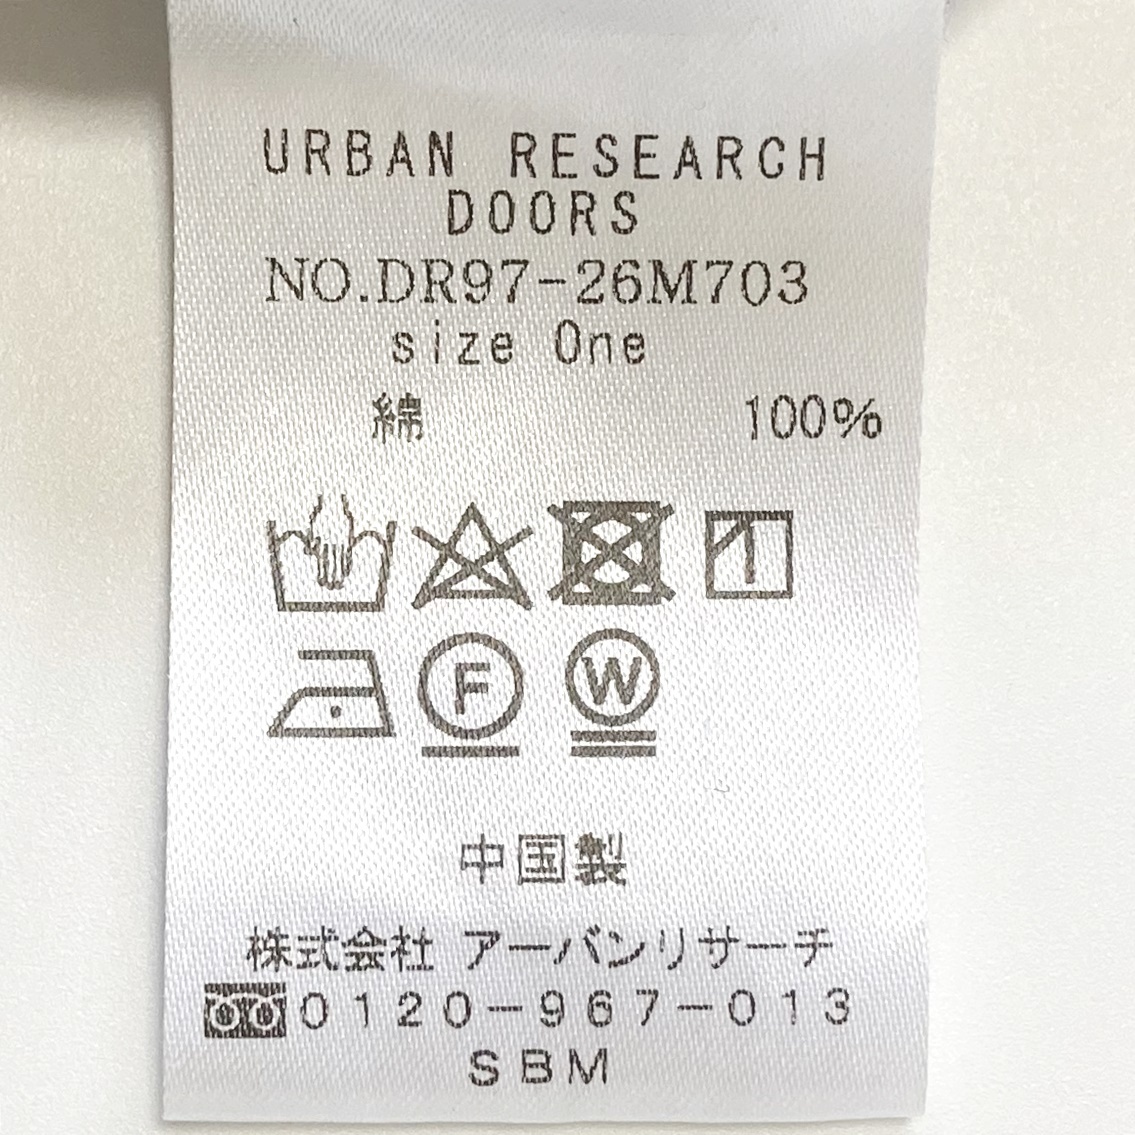 URBAN RESEARCH
DOORS
NO.DR97-26M703
size One
綿 100%
F W
中国製
株式会社 アーバンリサーチ
0120-967-013
SBM